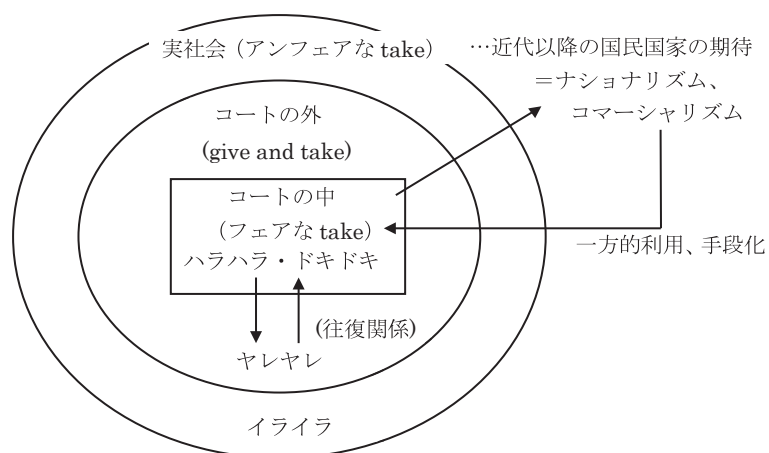 実社会（アンフェアな take）
…近代以降の国民国家の期待
＝ナショナリズム、
コマーシャリズム
コートの外
(give and take)
コートの中
（フェアな take）
ハラハラ・ドキドキ
一方的利用、手段化
(往復関係)
ヤレヤレ
イライラ